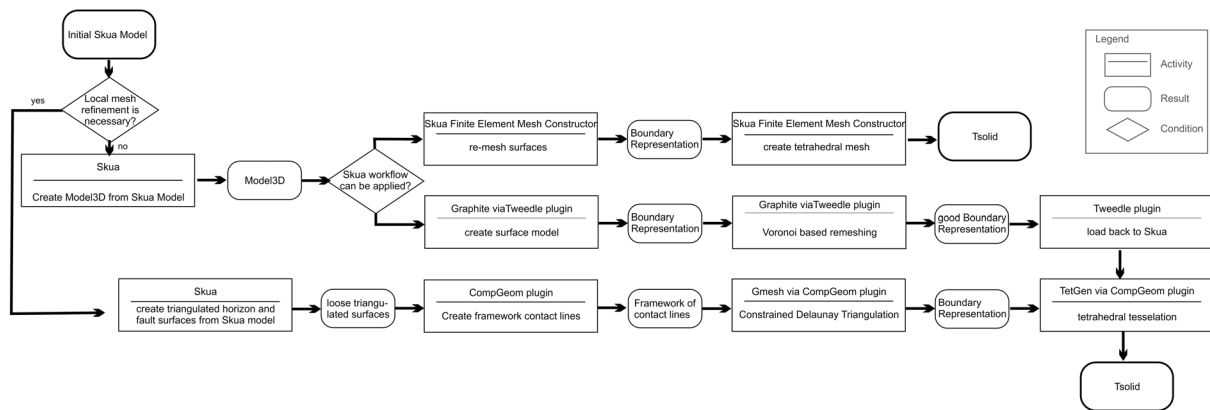 Initial Skua Model
Legend
Activity
Result
Condition
yes
Local mesh
refinement is
necessary?
no
Skua
Create Model3D from Skua Model
Model3D
Skua workflow
can be applied?
Skua Finite Element Mesh Constructor
re-mesh surfaces
Boundary
Representation
Skua Finite Element Mesh Constructor
create tetrahedral mesh
Tsolid
Graphite viaTweedle plugin
create surface model
Boundary
Representation
Graphite viaTweedle plugin
Voronoi based remeshing
good Boundary
Representation
Tweedle plugin
load back to Skua
Skua
create triangulated horizon and
fault surfaces from Skua model
loose triangu-
lated surfaces
CompGeom plugin
Create framework contact lines
Framework of
contact lines
Gmesh via CompGeom plugin
Constrained Delaunay Triangulation
Boundary
Representation
TetGen via CompGeom plugin
tetrahedral tesselation
Tsolid